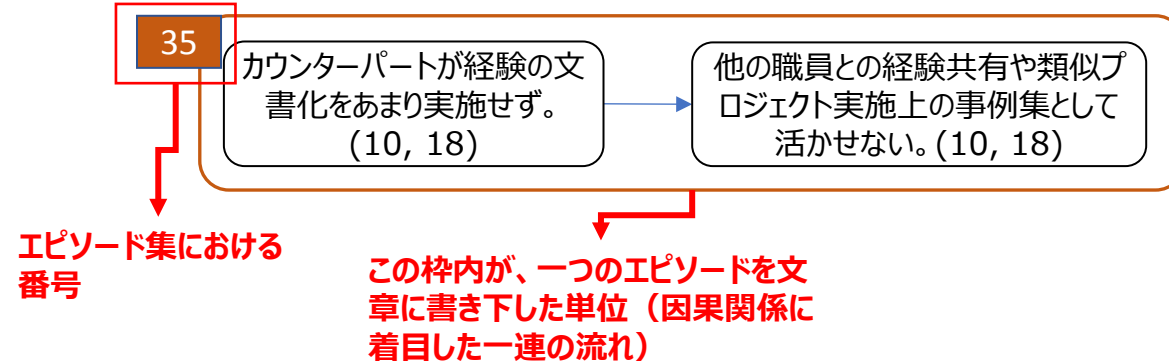 35
カウンターパートが経験の文
書化をあまり実施せず。
(10, 18)
他の職員との経験共有や類似プ
ロジェクト実施上の事例集として
活かせない。(10, 18)
エピソード集における
番号
この枠内が、一つのエピソードを文
章に書き下した単位（因果関係に
着目した一連の流れ）